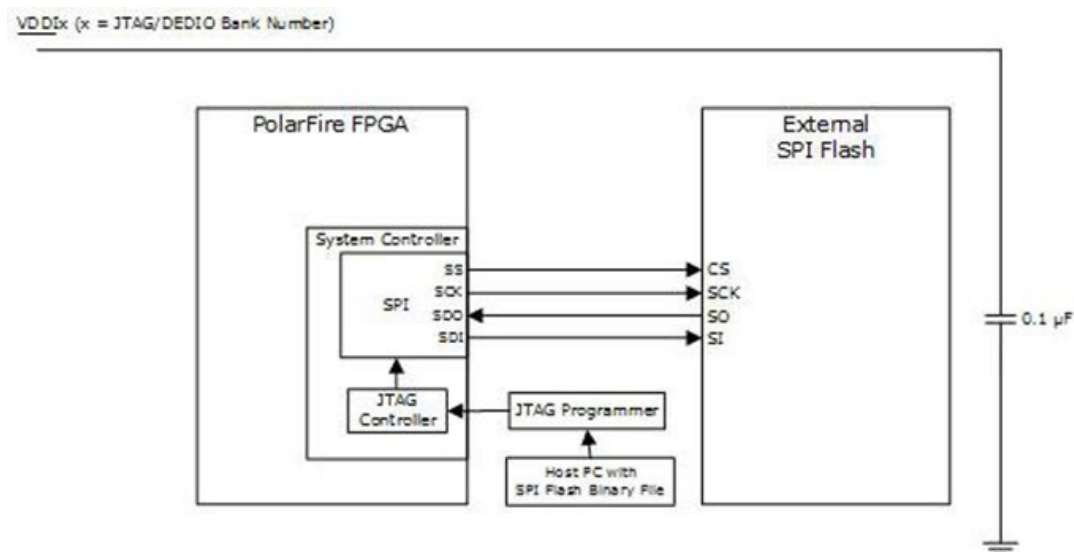 VDDIx (x = JTAG/DEDIO Bank Number)
PolarFire FPGA
External
SPI Flash
System Controller
SS
SCK
SPI
SDO
SDI
CS
SCK
SO
SI
0.1 µF
JTAG
Controller
JTAG Programmer
Host PC with
SPI Flash Binary File